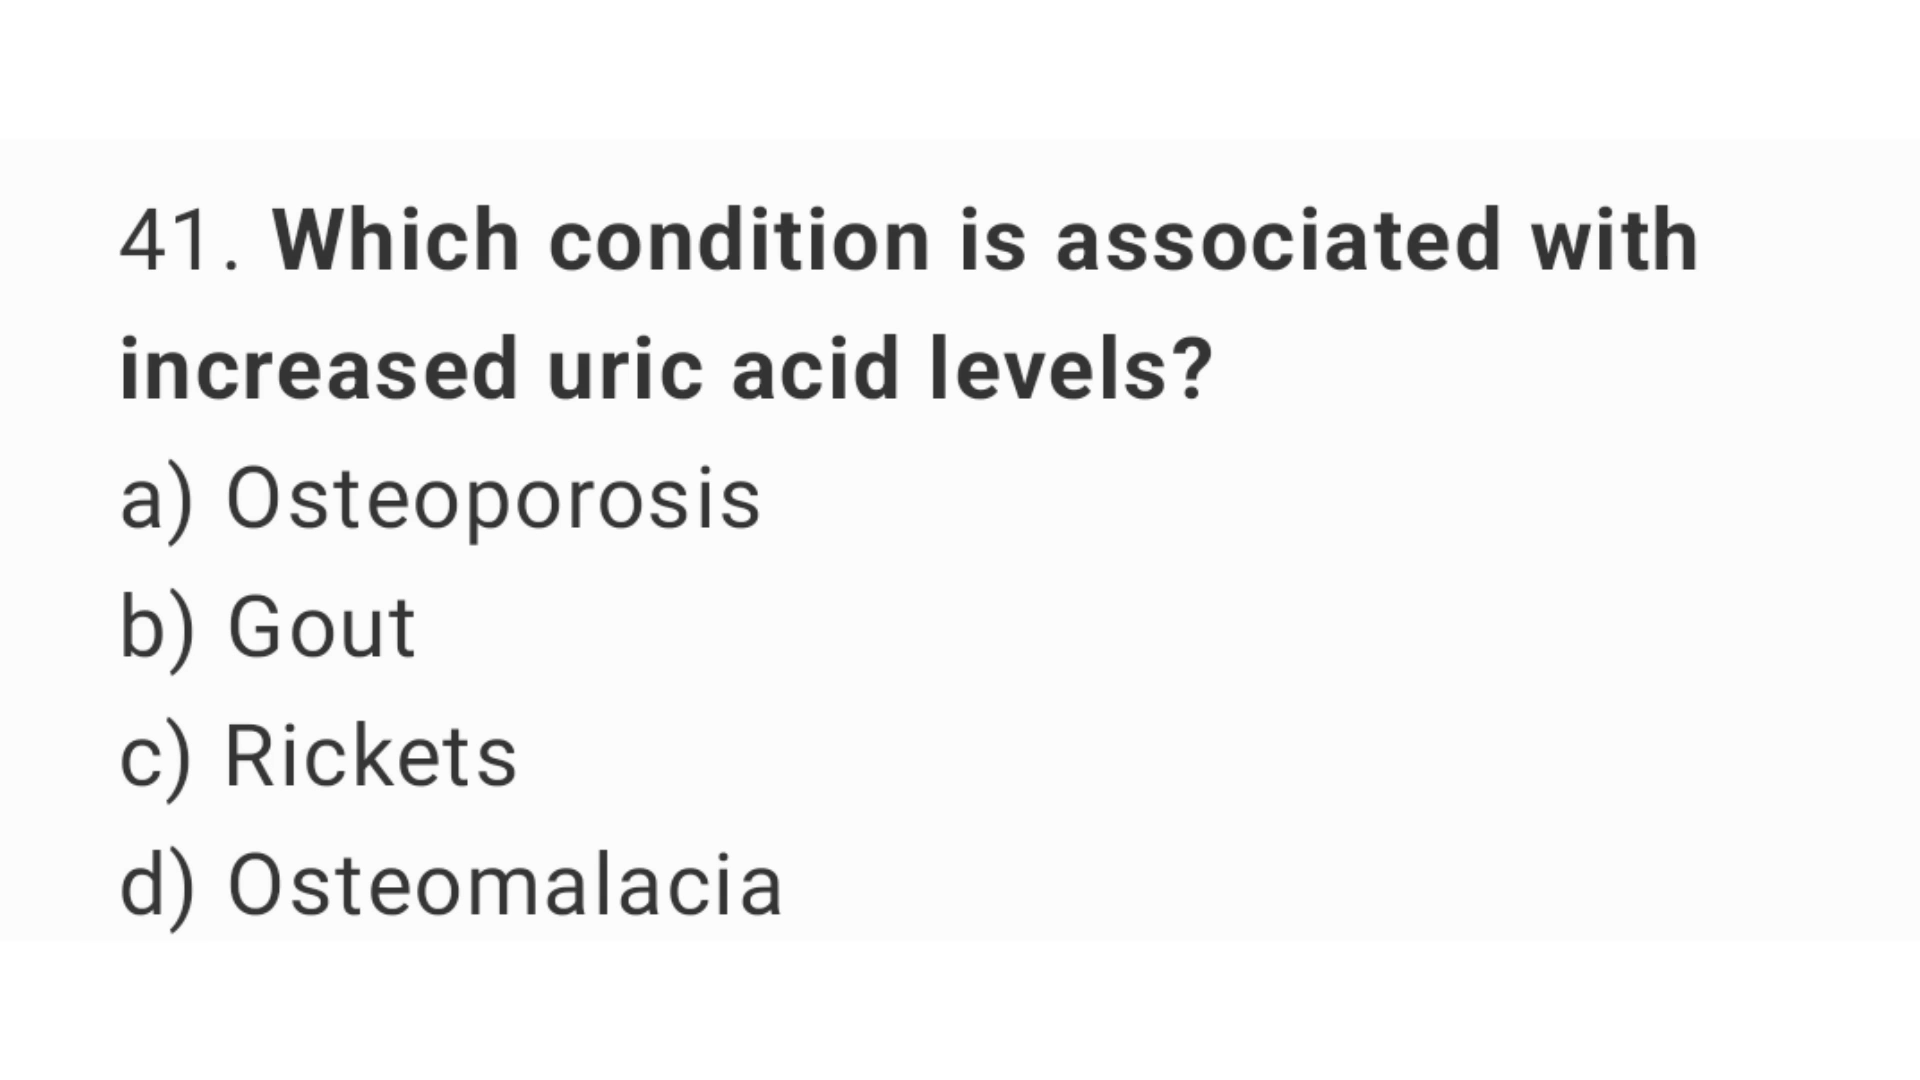 41. Which condition is associated with
increased uric acid levels?
a) Osteoporosis
b) Gout
c) Rickets
d) Osteomalacia